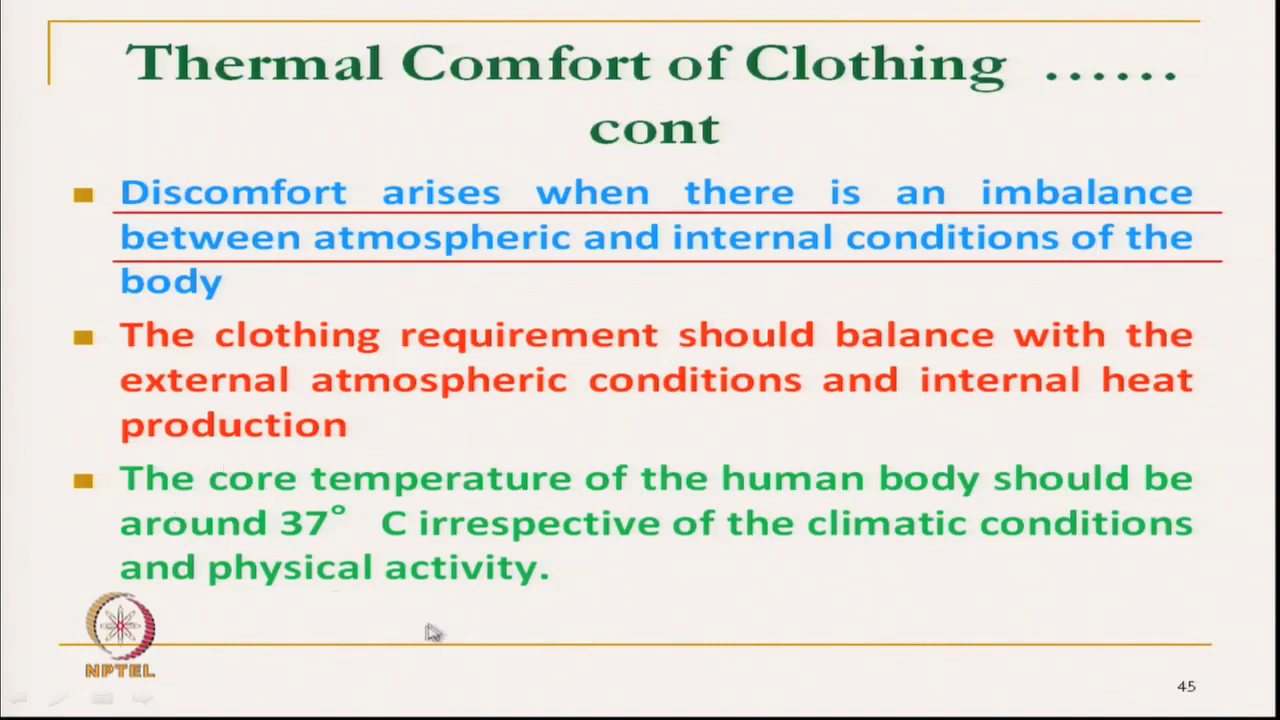 Thermal Comfort of Clothing ......
cont
Discomfort arises when there is an imbalance
between atmospheric and internal conditions of the
body
The clothing requirement should balance with the
external atmospheric conditions and internal heat
production
The core temperature of the human body should be
around 37° C irrespective of the climatic conditions
and physical activity.
NPTEL
45